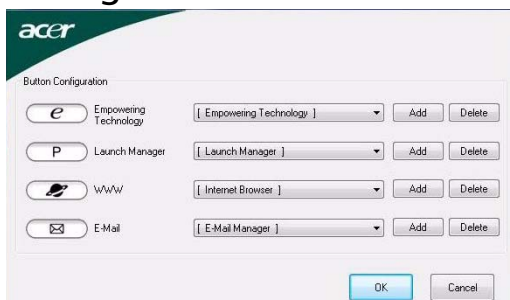 acer
Button Configuration
e Empowering Technology [ Empowering Technology ] Add Delete
P Launch Manager [ Launch Manager ] Add Delete
WWW [ Internet Browser ] Add Delete
E-Mail [ E-Mail Manager ] Add Delete
OK Cancel